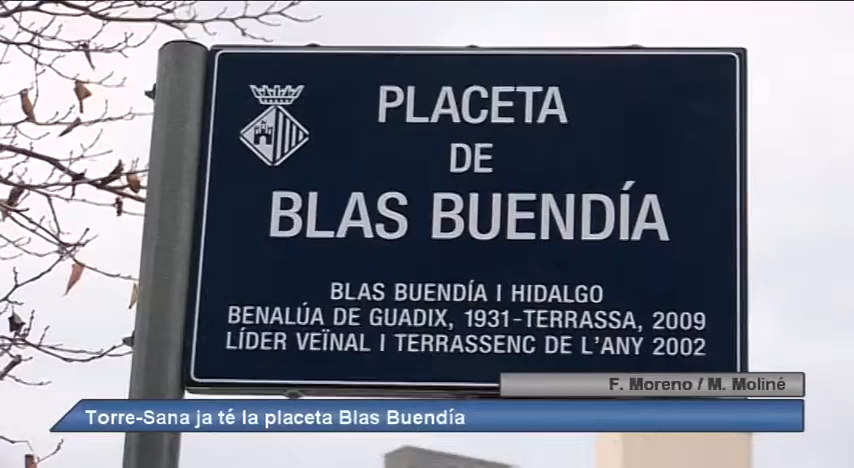 PLACETA
DE
BLAS BUENDÍA
BLAS BUENDÍA I HIDALGO
BENALÚA DE GUADIX, 1931-TERRASSA, 2009
LÍDER VEÏNAL I TERRASSENC DE L'ANY 2002
F. Moreno / M. Moliné
Torre-Sana ja té la placeta Blas Buendía